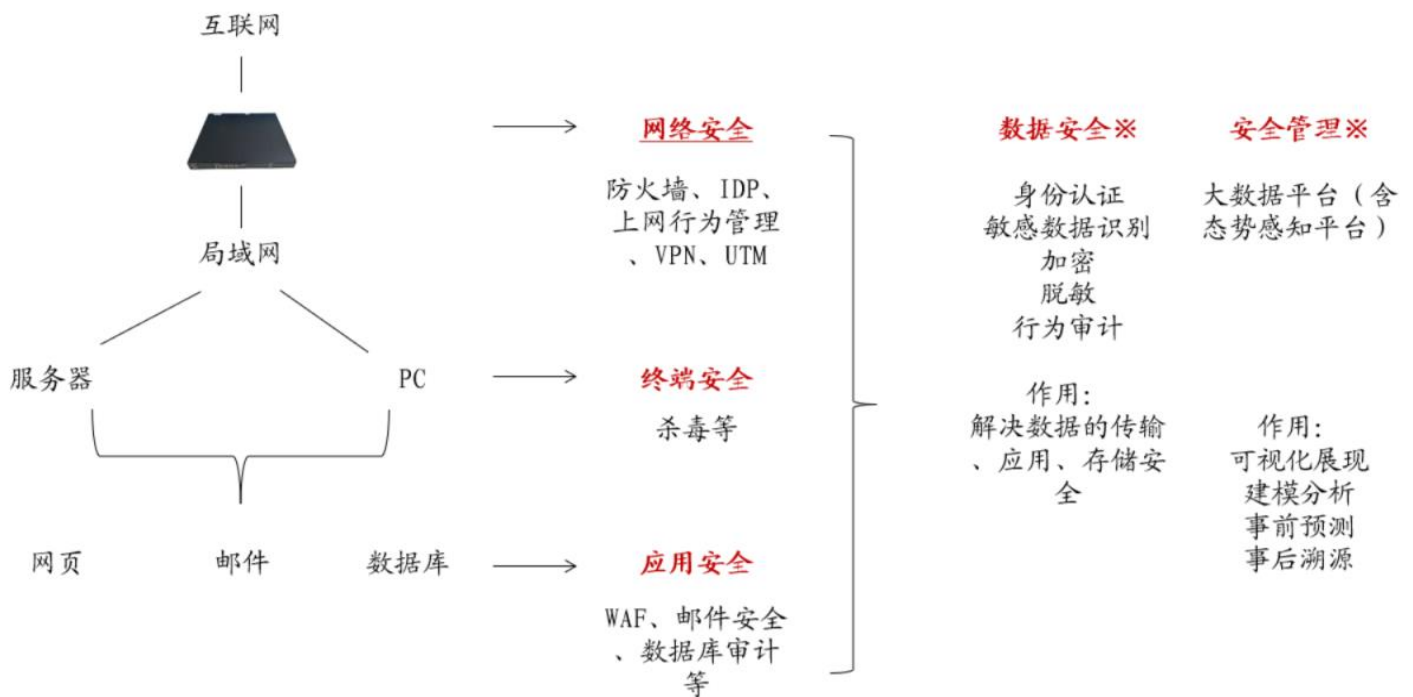 互联网
网络安全
数据安全※
安全管理※
防火墙、IDP、
上网行为管理
、VPN、UTM
身份认证
敏感数据识别
加密
脱敏
行为审计
大数据平台（含
态势感知平台）
局域网
服务器
PC
终端安全
杀毒等
作用：
解决数据的传输
、应用、存储安
全
作用：
可视化展现
建模分析
事前预测
事后溯源
网页
邮件
数据库
应用安全
WAF、邮件安全
、数据库审计
等